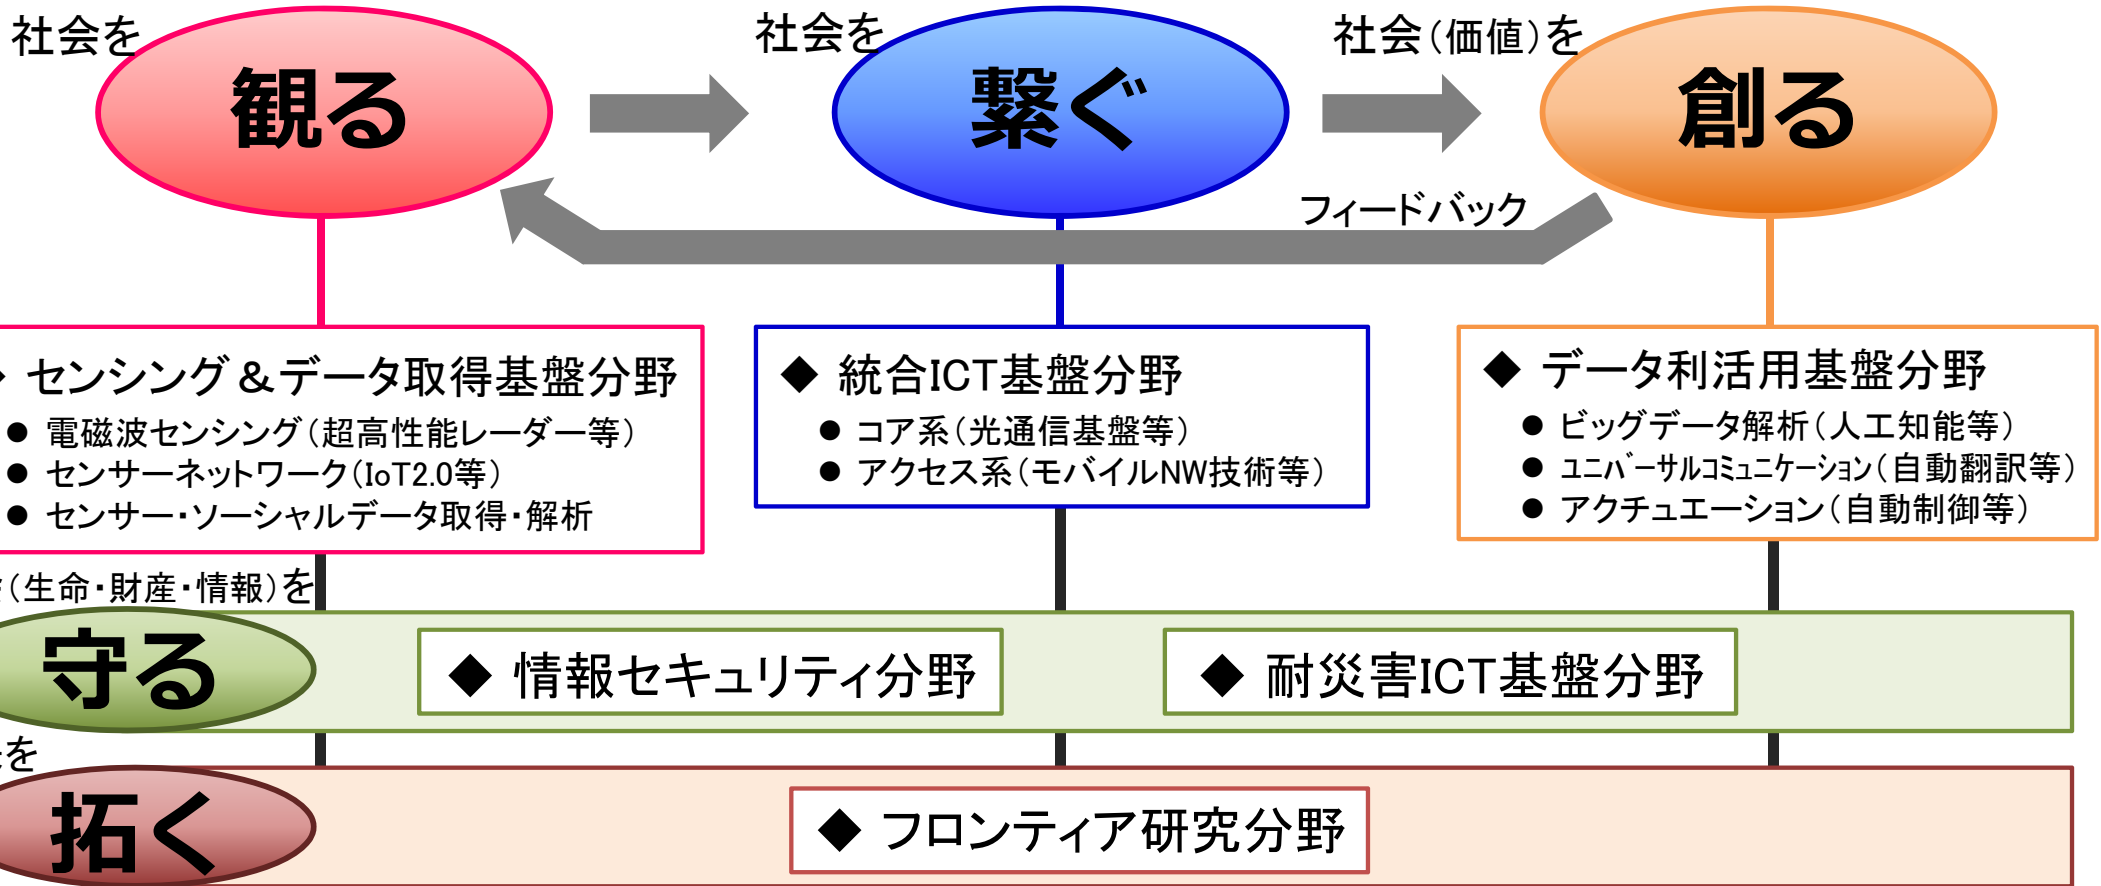 社会を
観る
社会を
繋ぐ
社会(価値)を
創る
フィードバック
センシング&データ取得基盤分野
● 電磁波センシング(超高性能レーダー等)
● センサーネットワーク(IoT2.0等)
● センサー・ソーシャルデータ取得・解析
◆ 統合ICT基盤分野
● コア系(光通信基盤等)
● アクセス系(モバイルNW技術等)
◆ データ利活用基盤分野
● ビッグデータ解析(人工知能等)
● ユニバーサルコミュニケーション(自動翻訳等)
● アクチュエーション(自動制御等)
(生命・財産・情報)を
守る
◆ 情報セキュリティ分野
◆ 耐災害ICT基盤分野
を
拓く
◆ フロンティア研究分野